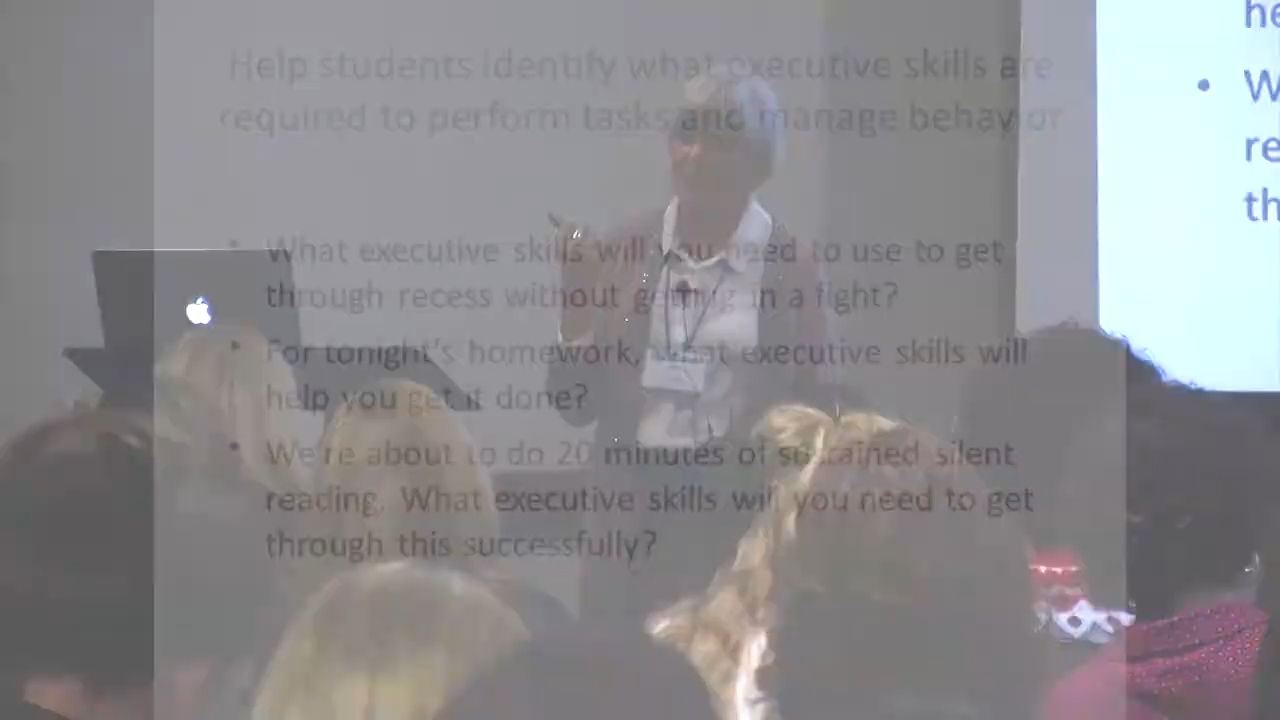 Help students identify what executive skills are
required to perform tasks and manage behavior
• What executive skills will you need to use to get
through recess without getting in a fight?
• For tonight's homework, what executive skills will
help you get it done?
• We're about to do 20 minutes of sustained silent
reading. What executive skills will you need to get
through this successfully?
he
• W
re
th